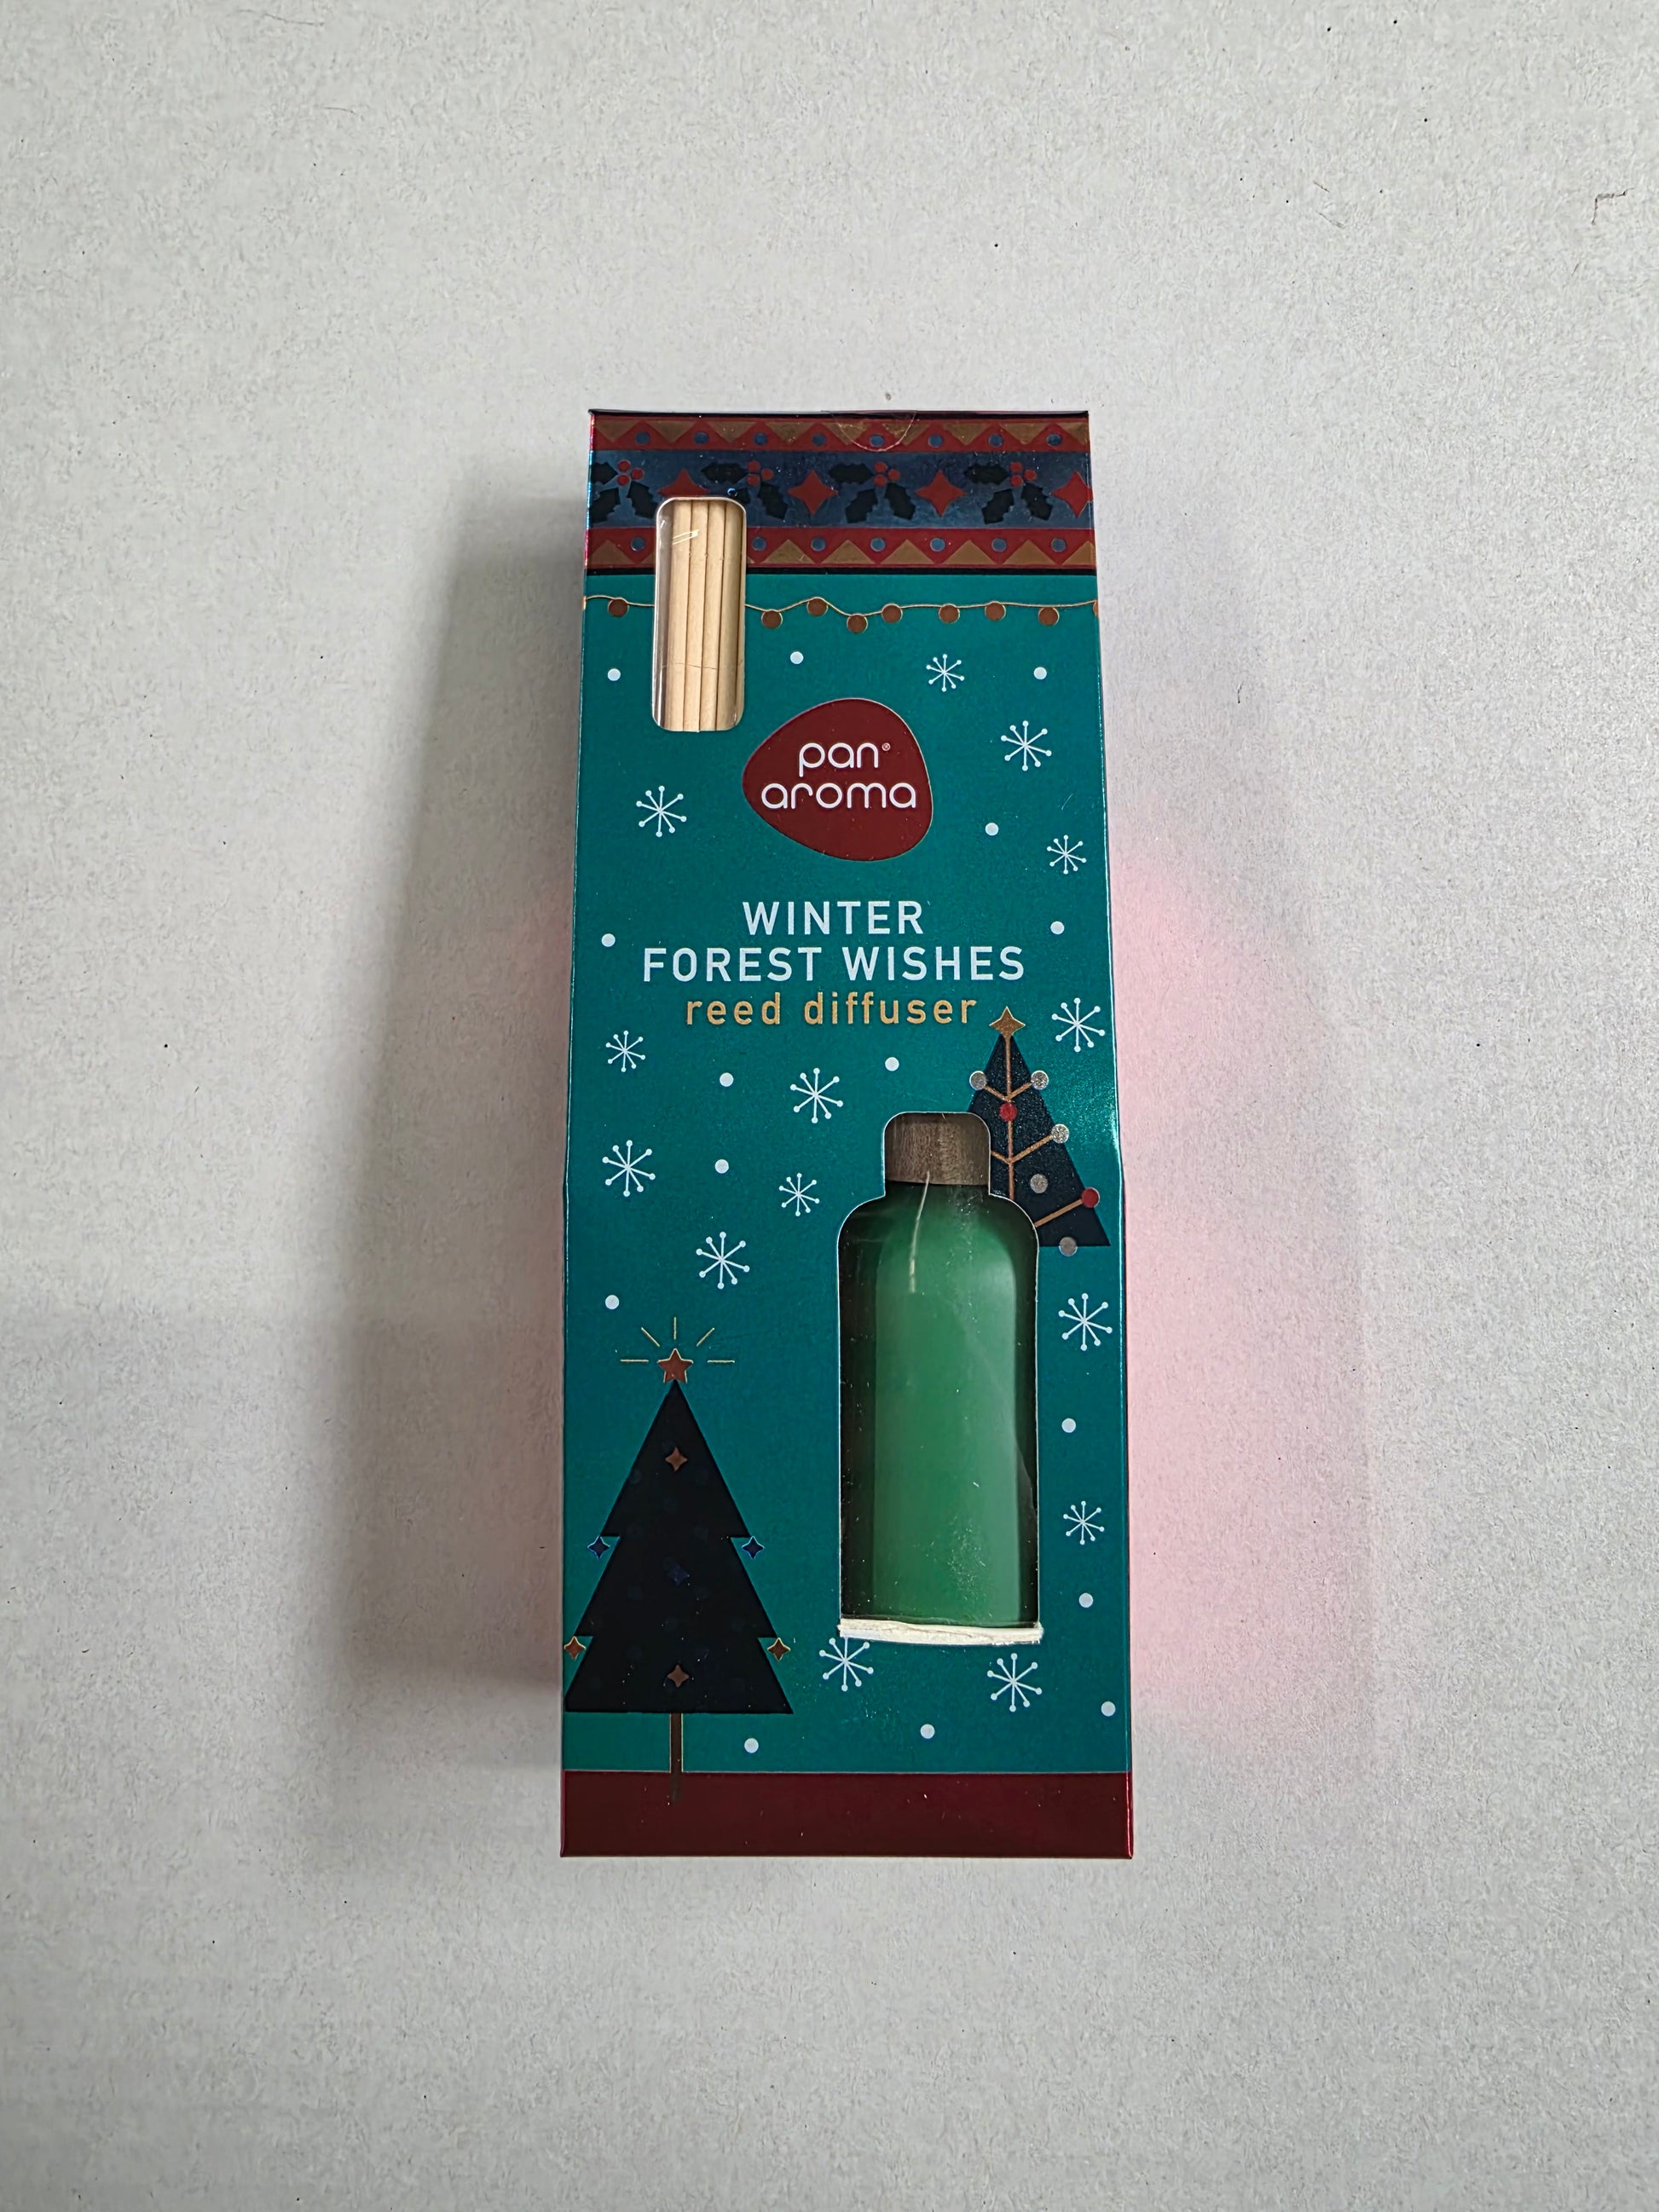 pan®
aroma
WINTER
FOREST WISHES
reed diffuser